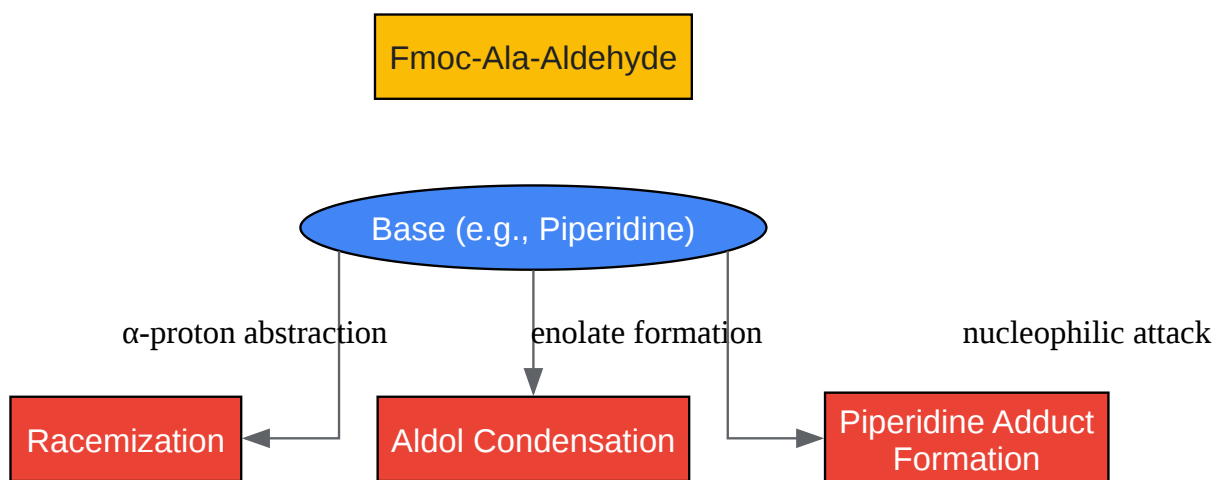 Fmoc-Ala-Aldehyde
Base (e.g., Piperidine)
α-proton abstraction
enolate formation
nucleophilic attack
Racemization
Aldol Condensation
Piperidine Adduct
Formation